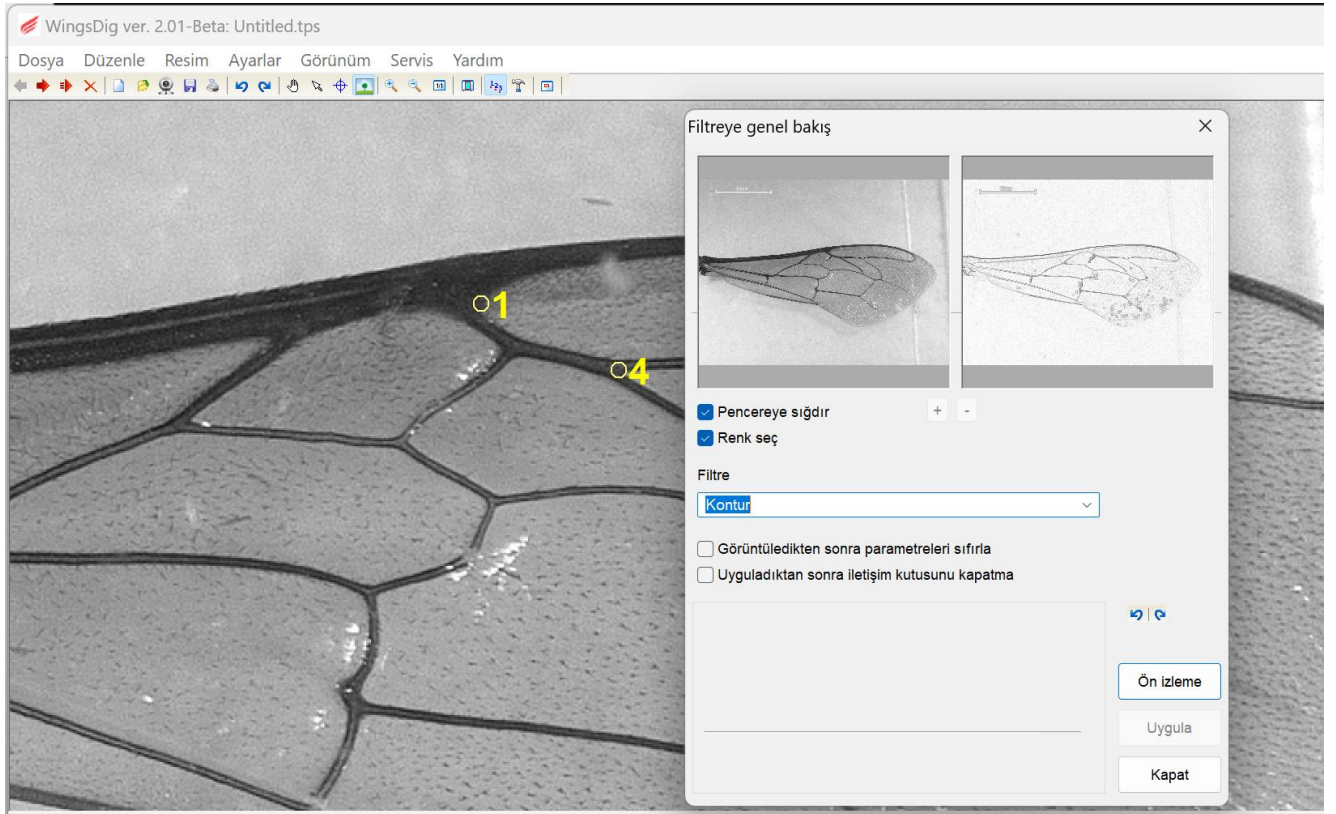 WingsDig ver. 2.01-Beta: Untitled.tps
Dosya Düzenle Resim Ayarlar Görünüm Servis Yardım
Filtreye genel bakış
1
4
Pencereye sığdır
+ -
Renk seç
Filtre
Kontur
Görüntüledikten sonra parametreleri sıfırla
Uyguladıktan sonra iletişim kutusunu kapatma
Ön izleme
Uygula
Kapat